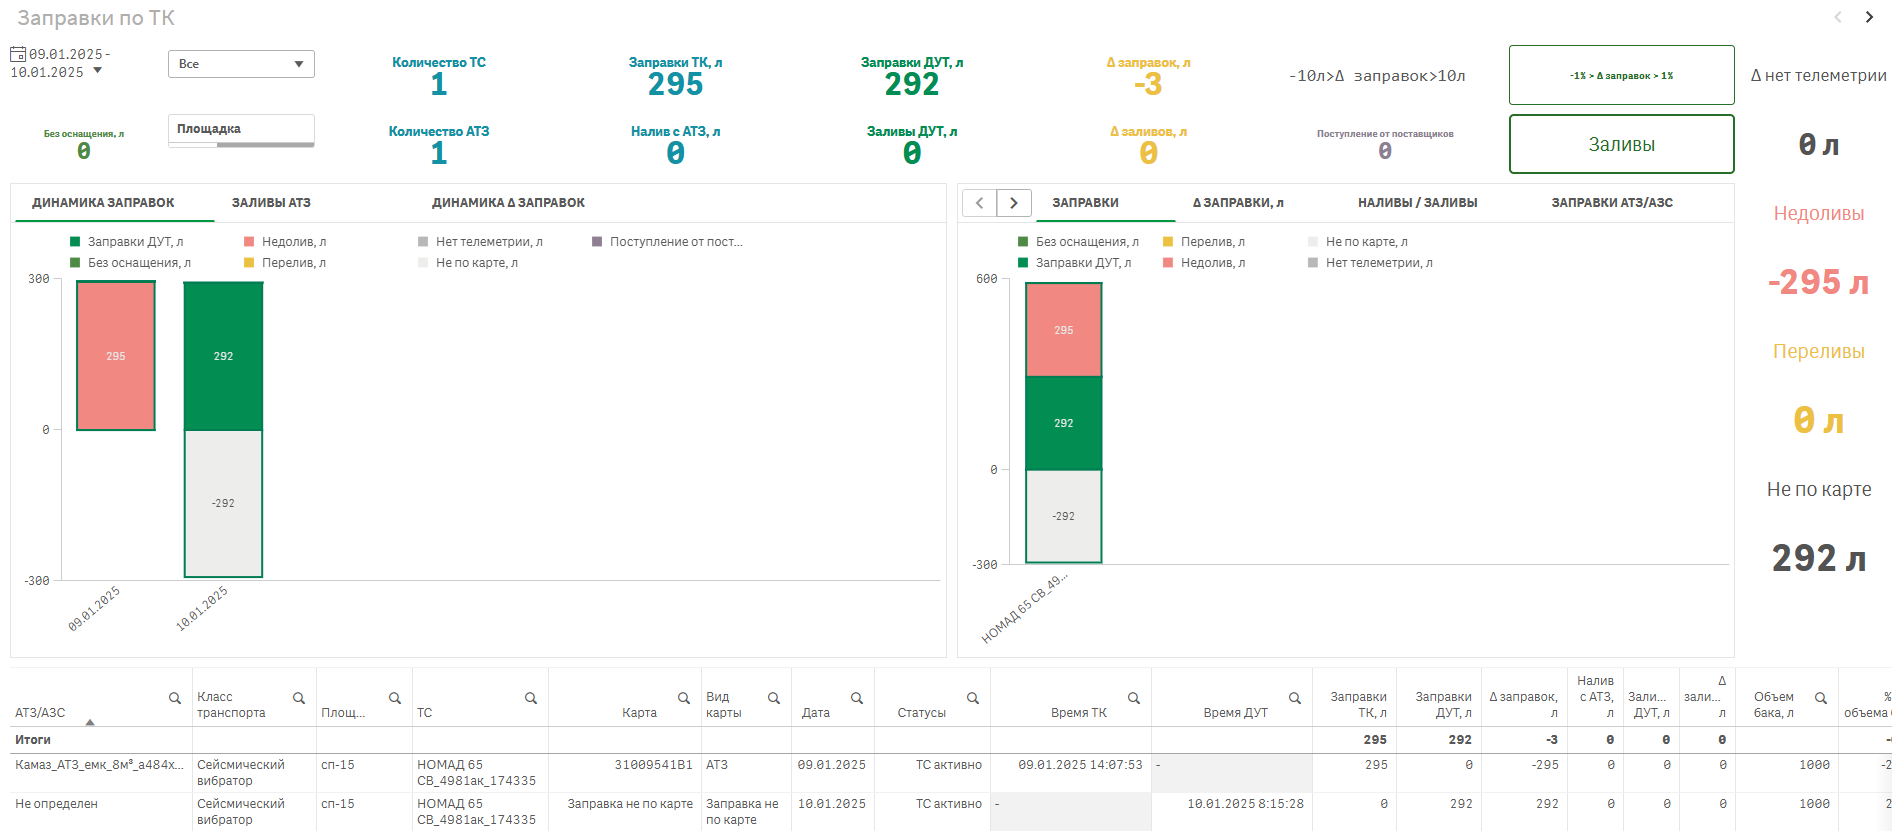 Заправки по ТК
09.01.2025 -
10.01.2025
Все
Количество ТС
1
Заправки ТК, л
295
Заправки ДУТ, л
292
Δ заправок, л
-3
-10л>Δ заправок>10л
-1% > Δ заправок > 1%
Δ нет телеметрии
0 л
Без оснащения, л
0
Площадка
Количество АТЗ
1
Налив с АТЗ, л
0
Заливы ДУТ, л
0
Δ заливов, л
0
Поступление от поставщиков
0
Заливы
Недоливы
-295 л
Переливы
0 л
Не по карте
292 л
ДИНАМИКА ЗАПРАВОК
ЗАЛИВЫ АТЗ
ДИНАМИКА Δ ЗАПРАВОК
Заправки ДУТ, л
Недолив, л
Нет телеметрии, л
Поступление от пост...
Без оснащения, л
Перелив, л
Не по карте, л
300
0
-300
295
292
-292
09.01.2025
10.01.2025
ЗАПРАВКИ
Δ ЗАПРАВКИ, л
НАЛИВЫ / ЗАЛИВЫ
ЗАПРАВКИ АТЗ/АЗС
Без оснащения, л
Перелив, л
Не по карте, л
Заправки ДУТ, л
Недолив, л
Нет телеметрии, л
600
0
-300
295
292
-292
НОМАД 65 СВ_49...
АТЗ/АЗС
Класс
транспорта
Площ...
ТС
Карта
Вид
карты
Дата
Статусы
Время ТК
Время ДУТ
Заправки
ТК, л
Заправки
ДУТ, л
Δ заправок,
л
Налив
с АТЗ,
л
Зали...
ДУТ, л
Δ
зали...
л
Объем
бака, л
%
объема
Итоги
295
292
-3
0
0
0
Камаз_АТЗ_емк_8м³_а484х...
Сейсмический
вибратор
сп-15
НОМАД 65
СВ_4981ак_174335
31009541В1
АТЗ
09.01.2025
ТС активно
09.01.2025 14:07:53
-
295
0
-295
0
0
0
1000
-2
Не определен
Сейсмический
вибратор
сп-15
НОМАД 65
СВ_4981ак_174335
Заправка не по карте
Заправка не
по карте
10.01.2025
ТС активно
-
10.01.2025 8:15:28
0
292
292
0
0
0
1000
2